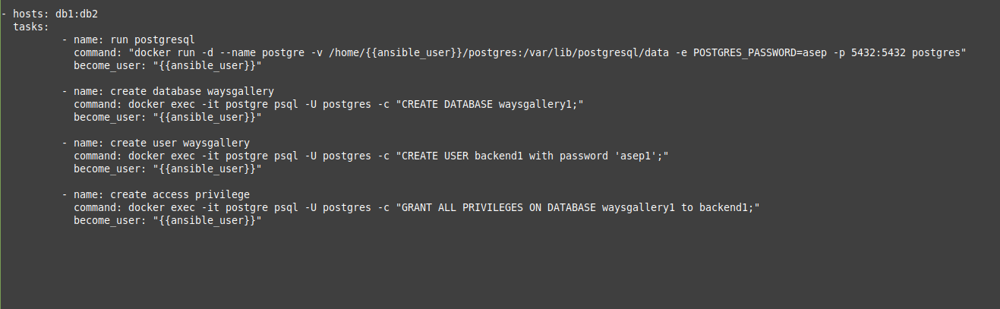 - hosts: db1:db2
  tasks:
          - name: run postgresql
            command: "docker run -d --name postgre -v /home/{{ansible_user}}/postgres:/var/lib/postgresql/data -e POSTGRES_PASSWORD=asep -p 5432:5432 postgres"
            become_user: "{{ansible_user}}"

          - name: create database waysgallery
            command: docker exec -it postgre psql -U postgres -c "CREATE DATABASE waysgallery1;"
            become_user: "{{ansible_user}}"

          - name: create user waysgallery
            command: docker exec -it postgre psql -U postgres -c "CREATE USER backend1 with password 'asep1';"
            become_user: "{{ansible_user}}"

          - name: create access privilege
            command: docker exec -it postgre psql -U postgres -c "GRANT ALL PRIVILEGES ON DATABASE waysgallery1 to backend1;"
            become_user: "{{ansible_user}}"